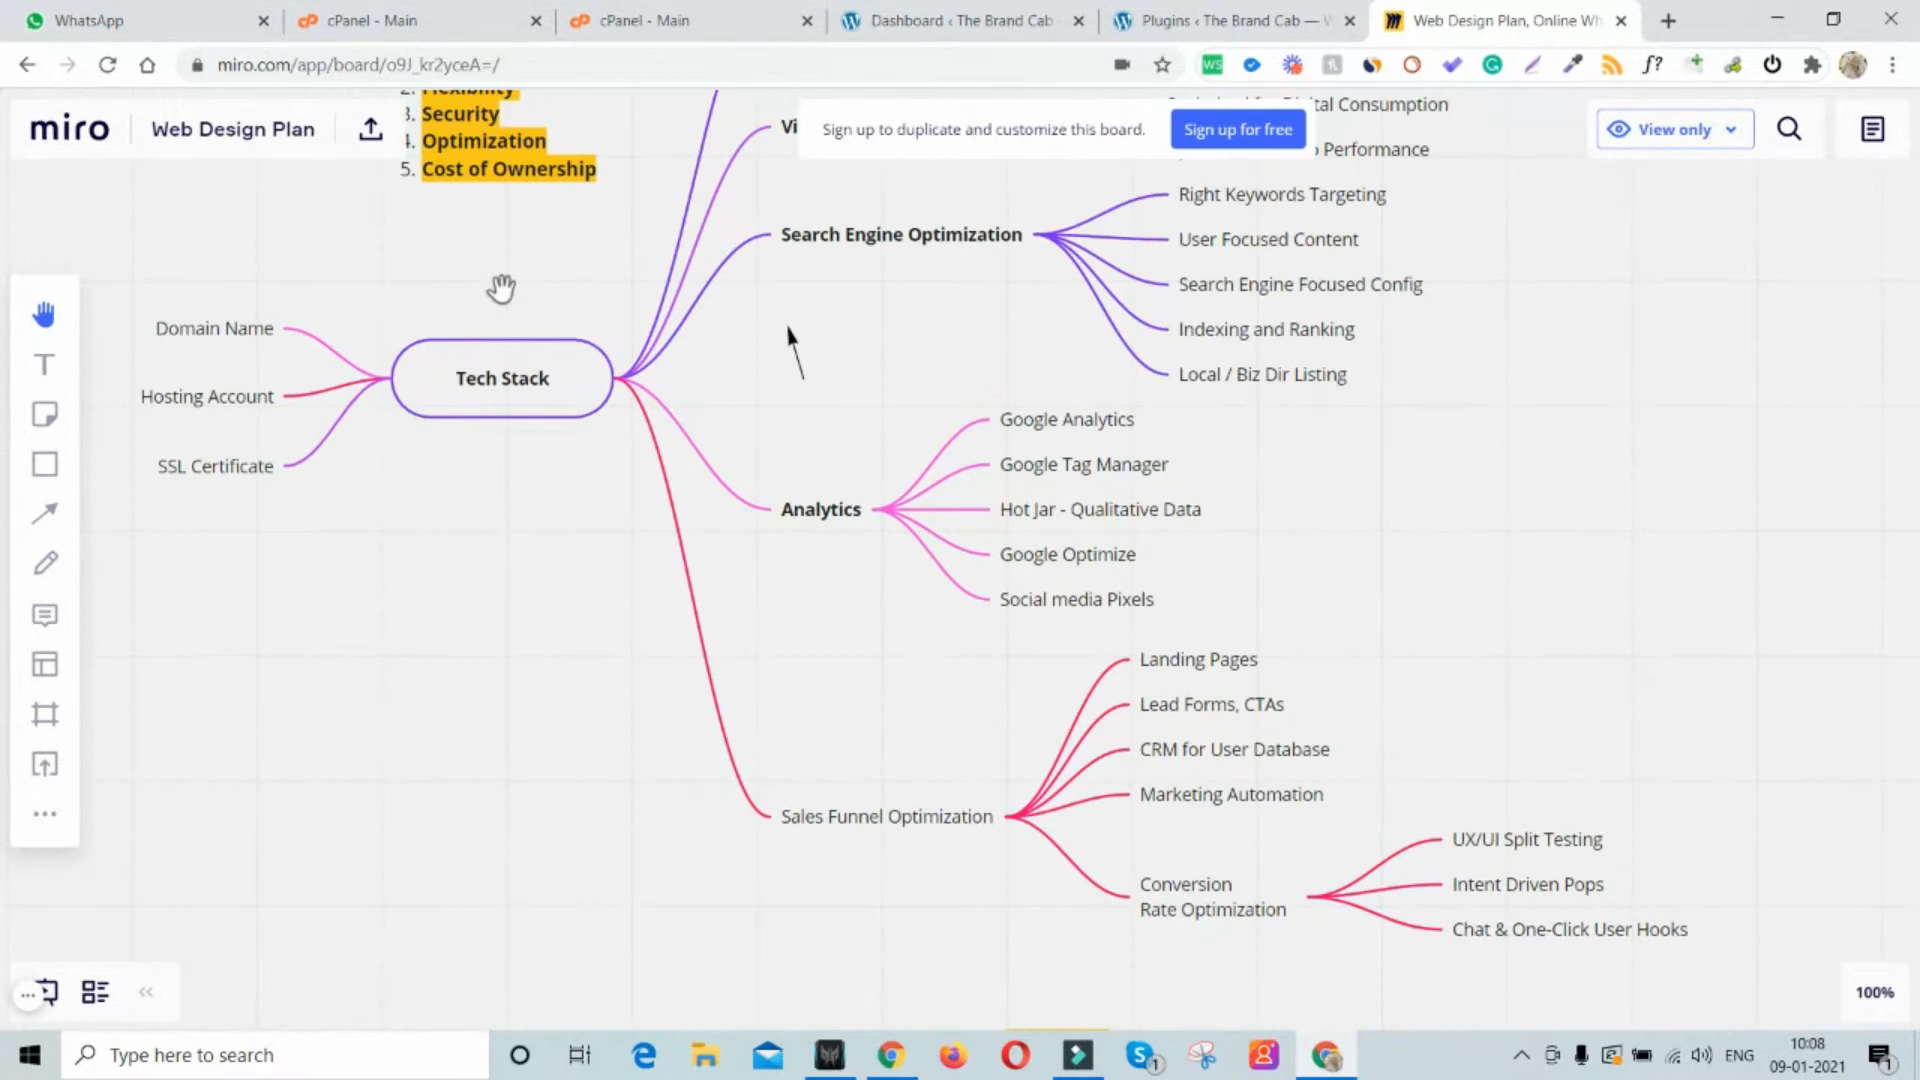 WhatsApp
cPanel - Main
cPanel - Main
Dashboard ‹ The Brand Cab
Plugins ‹ The Brand Cab —
Web Design Plan, Online Wh
miro.com/app/board/o9J_kr2yceA=/
miro
Web Design Plan
Sign up to duplicate and customize this board.
Sign up for free
View only
2. Flexibility
3. Security
4. Optimization
5. Cost of Ownership
Vi
tal Consumption
Performance
Search Engine Optimization
Right Keywords Targeting
User Focused Content
Search Engine Focused Config
Indexing and Ranking
Local / Biz Dir Listing
Domain Name
Hosting Account
SSL Certificate
Tech Stack
Analytics
Google Analytics
Google Tag Manager
Hot Jar - Qualitative Data
Google Optimize
Social media Pixels
Sales Funnel Optimization
Landing Pages
Lead Forms, CTAs
CRM for User Database
Marketing Automation
Conversion
Rate Optimization
UX/UI Split Testing
Intent Driven Pops
Chat & One-Click User Hooks
100%
Type here to search
ENG
10:08
09-01-2021